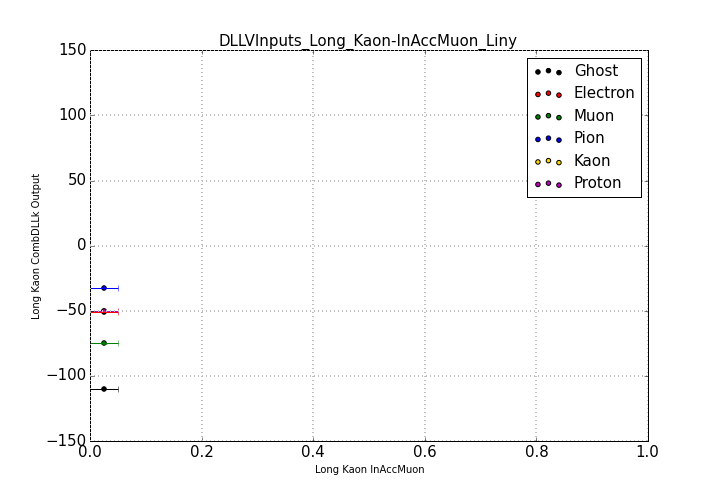 DLLVInputs_Long_Kaon-InAccMuon_Liny
150
100
50
0
−50
−100
−150
Long Kaon CombDLLk Output
Ghost
Electron
Muon
Pion
Kaon
Proton
0.0 0.2 0.4 0.6 0.8 1.0
Long Kaon InAccMuon